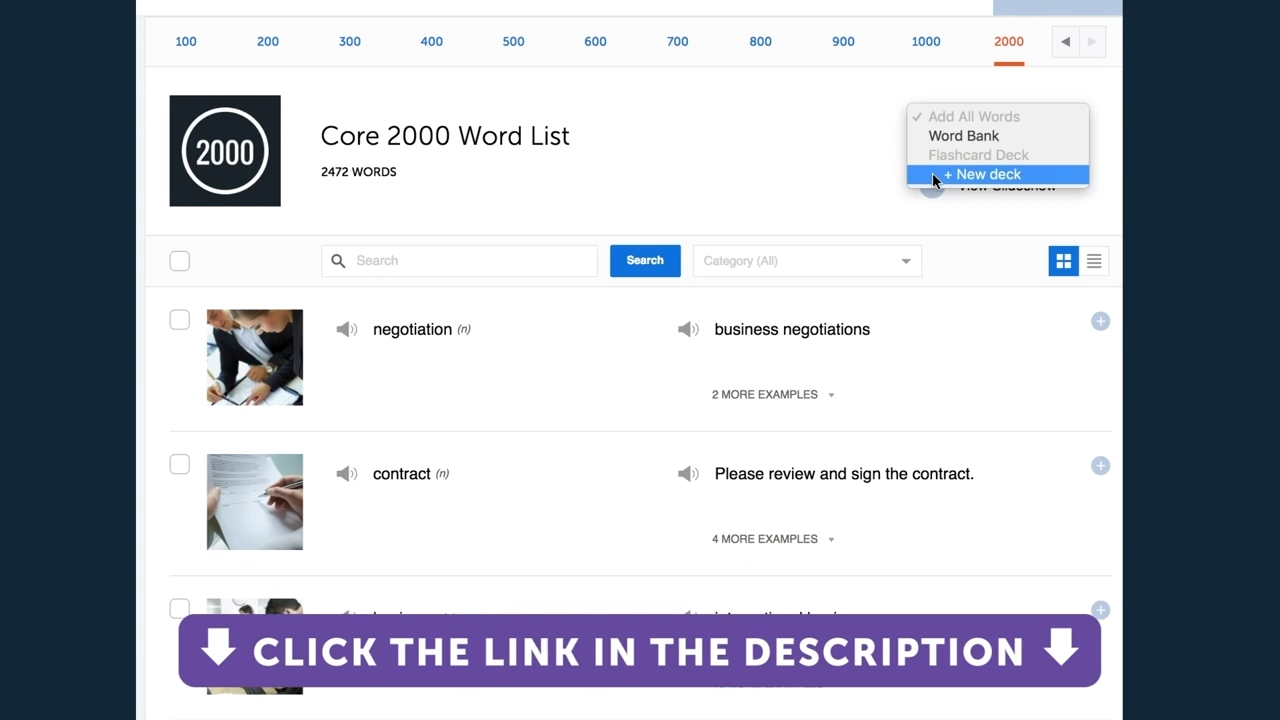 100 200 300 400 500 600 700 800 900 1000 2000
2000
Core 2000 Word List
2472 WORDS
Add All Words
Word Bank
Flashcard Deck
+ New deck
View Slideshow
Search
Search
Category (All)
negotiation (n)
business negotiations
2 MORE EXAMPLES
contract (n)
Please review and sign the contract.
4 MORE EXAMPLES
CLICK THE LINK IN THE DESCRIPTION